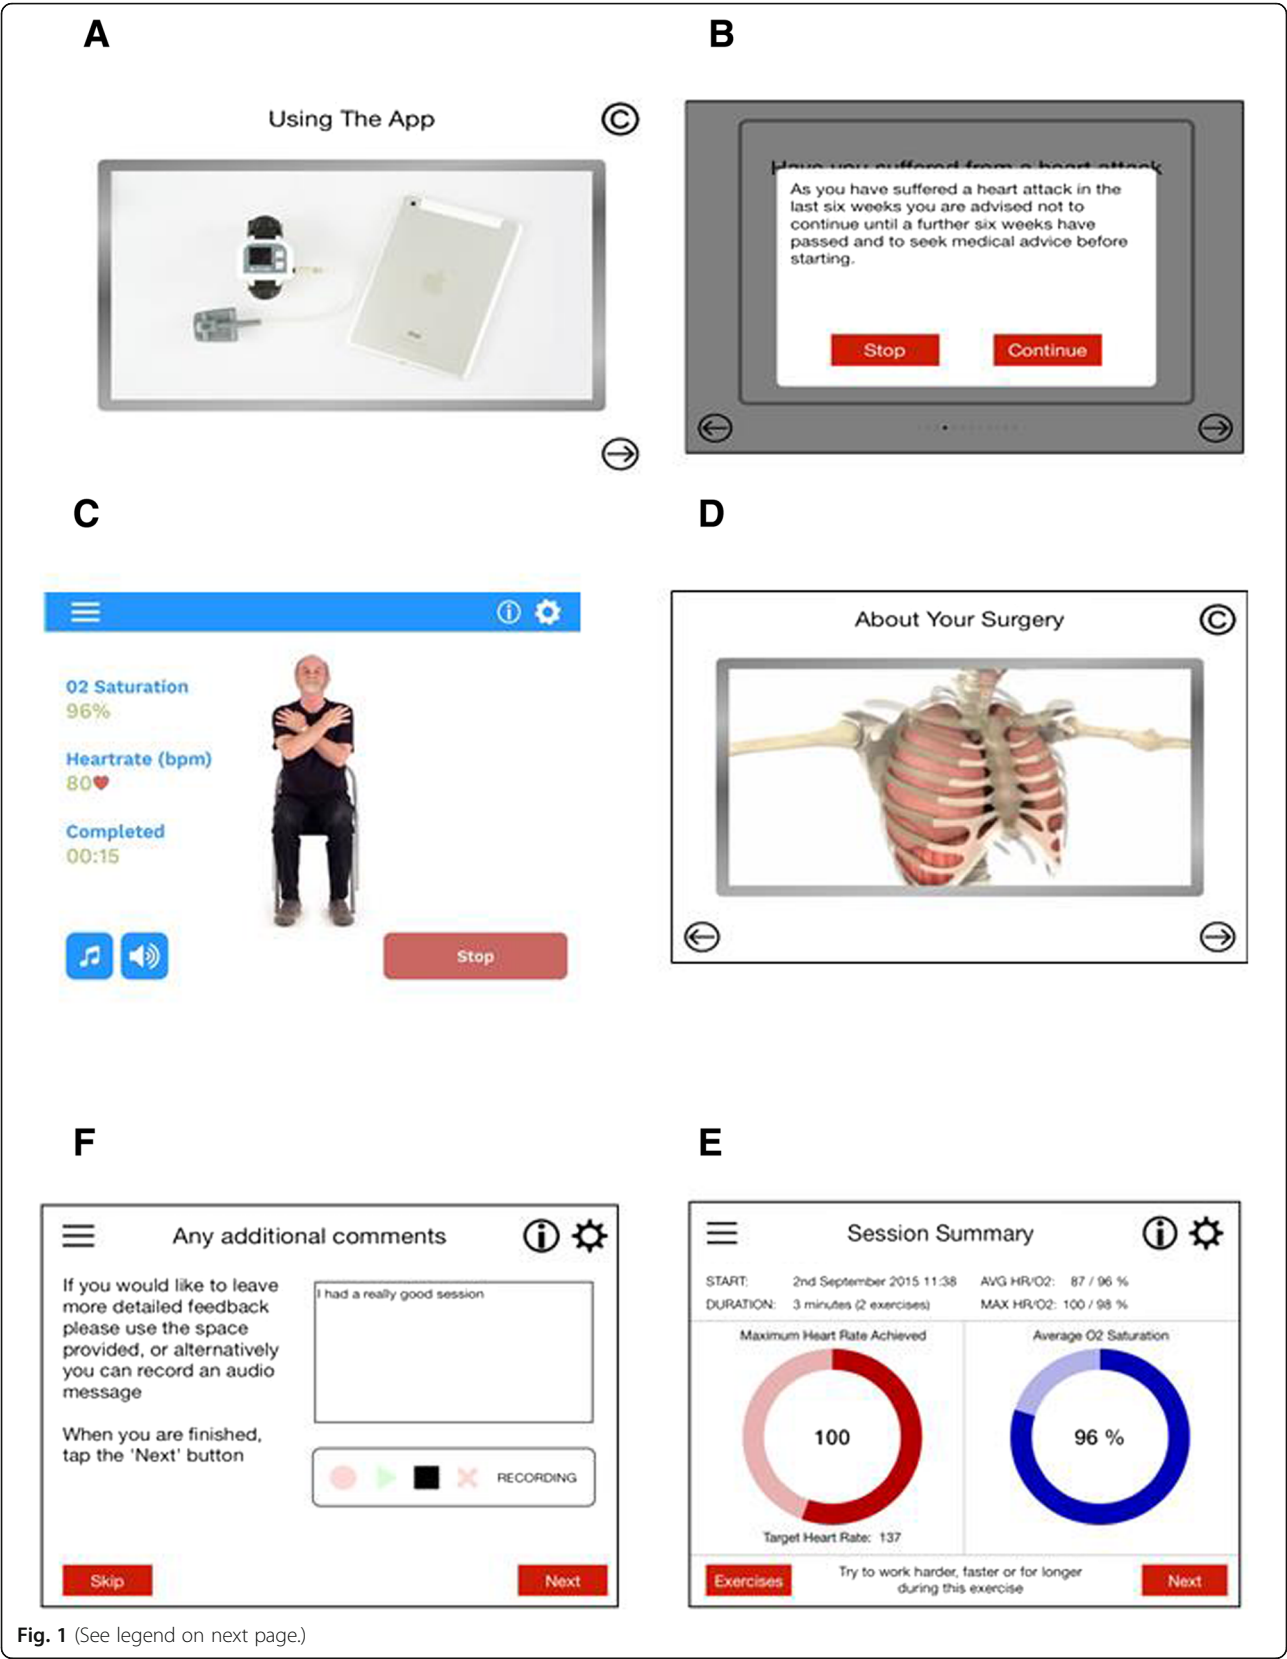 A
Using The App
©
B
Have you suffered from a heart attack
As you have suffered a heart attack in the
last six weeks you are advised not to
continue until a further six weeks have
passed and to seek medical advice before
starting.
Stop
Continue
C
02 Saturation
96%
Heartrate (bpm)
80
Completed
00:15
Stop
D
About Your Surgery
©
F
Any additional comments
If you would like to leave
more detailed feedback
please use the space
provided, or alternatively
you can record an audio
message
When you are finished,
tap the 'Next' button
I had a really good session
RECORDING
Skip
Next
E
Session Summary
START: 2nd September 2015 11:38 AVG HR/O2: 87 / 96 %
DURATION: 3 minutes (2 exercises) MAX HR/O2: 100 / 98 %
Maximum Heart Rate Achieved
100
Target Heart Rate: 137
Average O2 Saturation
96 %
Exercises
Try to work harder, faster or for longer
during this exercise
Next
Fig. 1 (See legend on next page.)